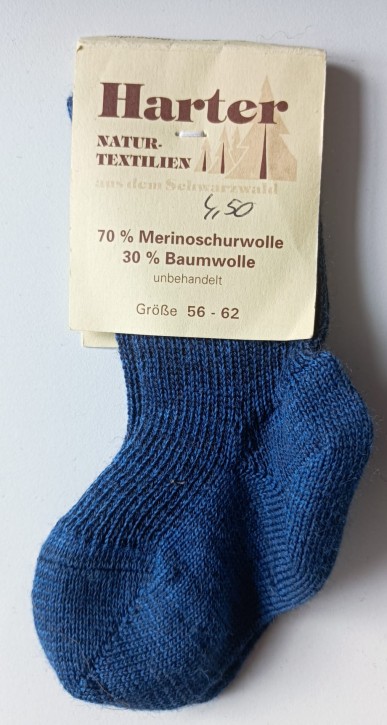 Harter
NATUR-
TEXTILIEN
aus dem Schwarzwald
4,50
70 % Merinoschurwolle
30 % Baumwolle
unbehandelt
Größe 56 - 62